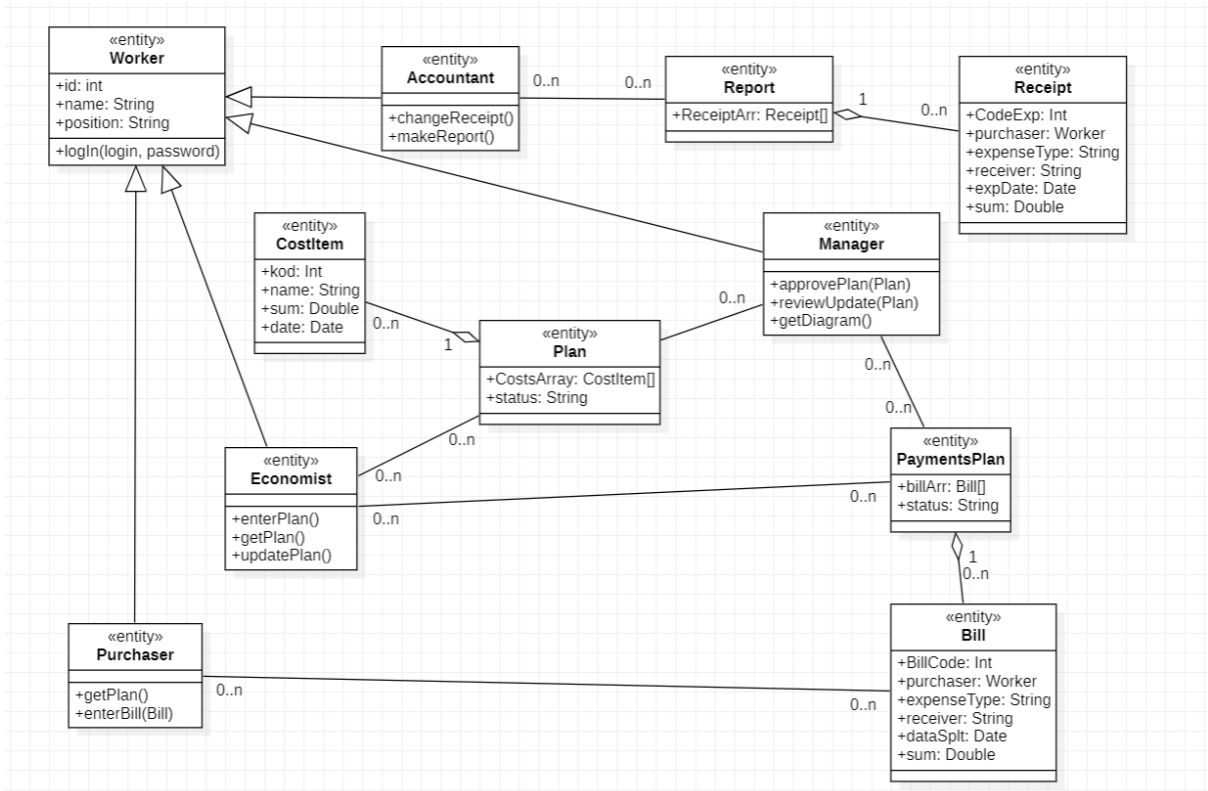 «entity»
Worker
+id: int
+name: String
+position: String
+logIn(login, password)
«entity»
Accountant
+changeReceipt()
+makeReport()
0..n
0..n
«entity»
Report
+ReceiptArr: Receipt[]
1
0..n
«entity»
Receipt
+CodeExp: Int
+purchaser: Worker
+expenseType: String
+receiver: String
+expDate: Date
+sum: Double
«entity»
CostItem
+kod: Int
+name: String
+sum: Double
+date: Date
0..n
1
«entity»
Plan
+CostsArray: CostItem[]
+status: String
0..n
«entity»
Manager
+approvePlan(Plan)
+reviewUpdate(Plan)
+getDiagram()
0..n
0..n
0..n
0..n
«entity»
Economist
+enterPlan()
+getPlan()
+updatePlan()
0..n
0..n
«entity»
PaymentsPlan
+billArr: Bill[]
+status: String
1
0..n
«entity»
Purchaser
+getPlan()
+enterBill(Bill)
0..n
0..n
«entity»
Bill
+BillCode: Int
+purchaser: Worker
+expenseType: String
+receiver: String
+dataSplt: Date
+sum: Double